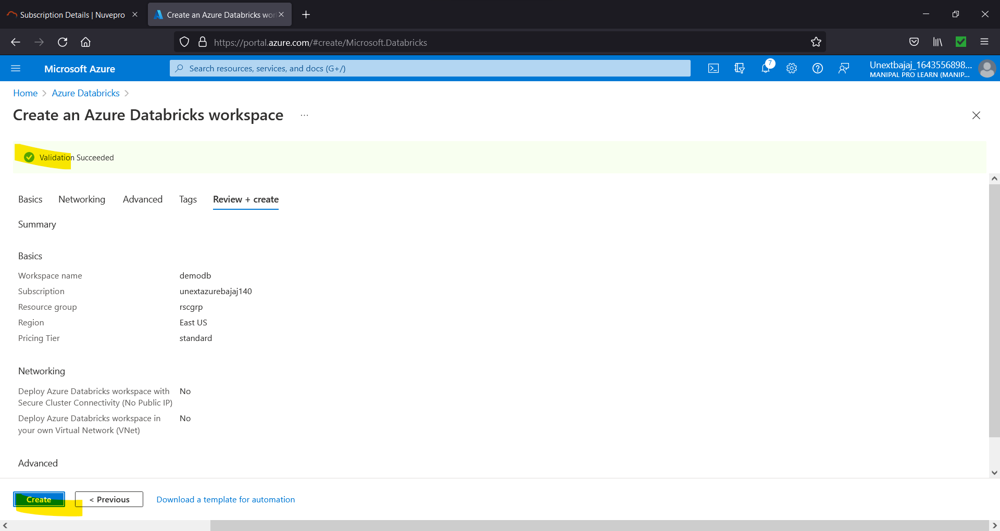 Subscription Details | Nuvepro
Create an Azure Databricks wor
https://portal.azure.com/#create/Microsoft.Databricks
Microsoft Azure
Search resources, services, and docs (G+/)
7
Unextbajaj_1643556898...
MANIPAL PRO LEARN (MANIP...
Home > Azure Databricks >
Create an Azure Databricks workspace ...
Validation Succeeded
Basics Networking Advanced Tags Review + create
Summary
Basics
Workspace name demodb
Subscription unextazurebajaj140
Resource group rscgrp
Region East US
Pricing Tier standard
Networking
Deploy Azure Databricks workspace with No
Secure Cluster Connectivity (No Public IP)
Deploy Azure Databricks workspace in No
your own Virtual Network (VNet)
Advanced
Create < Previous Download a template for automation